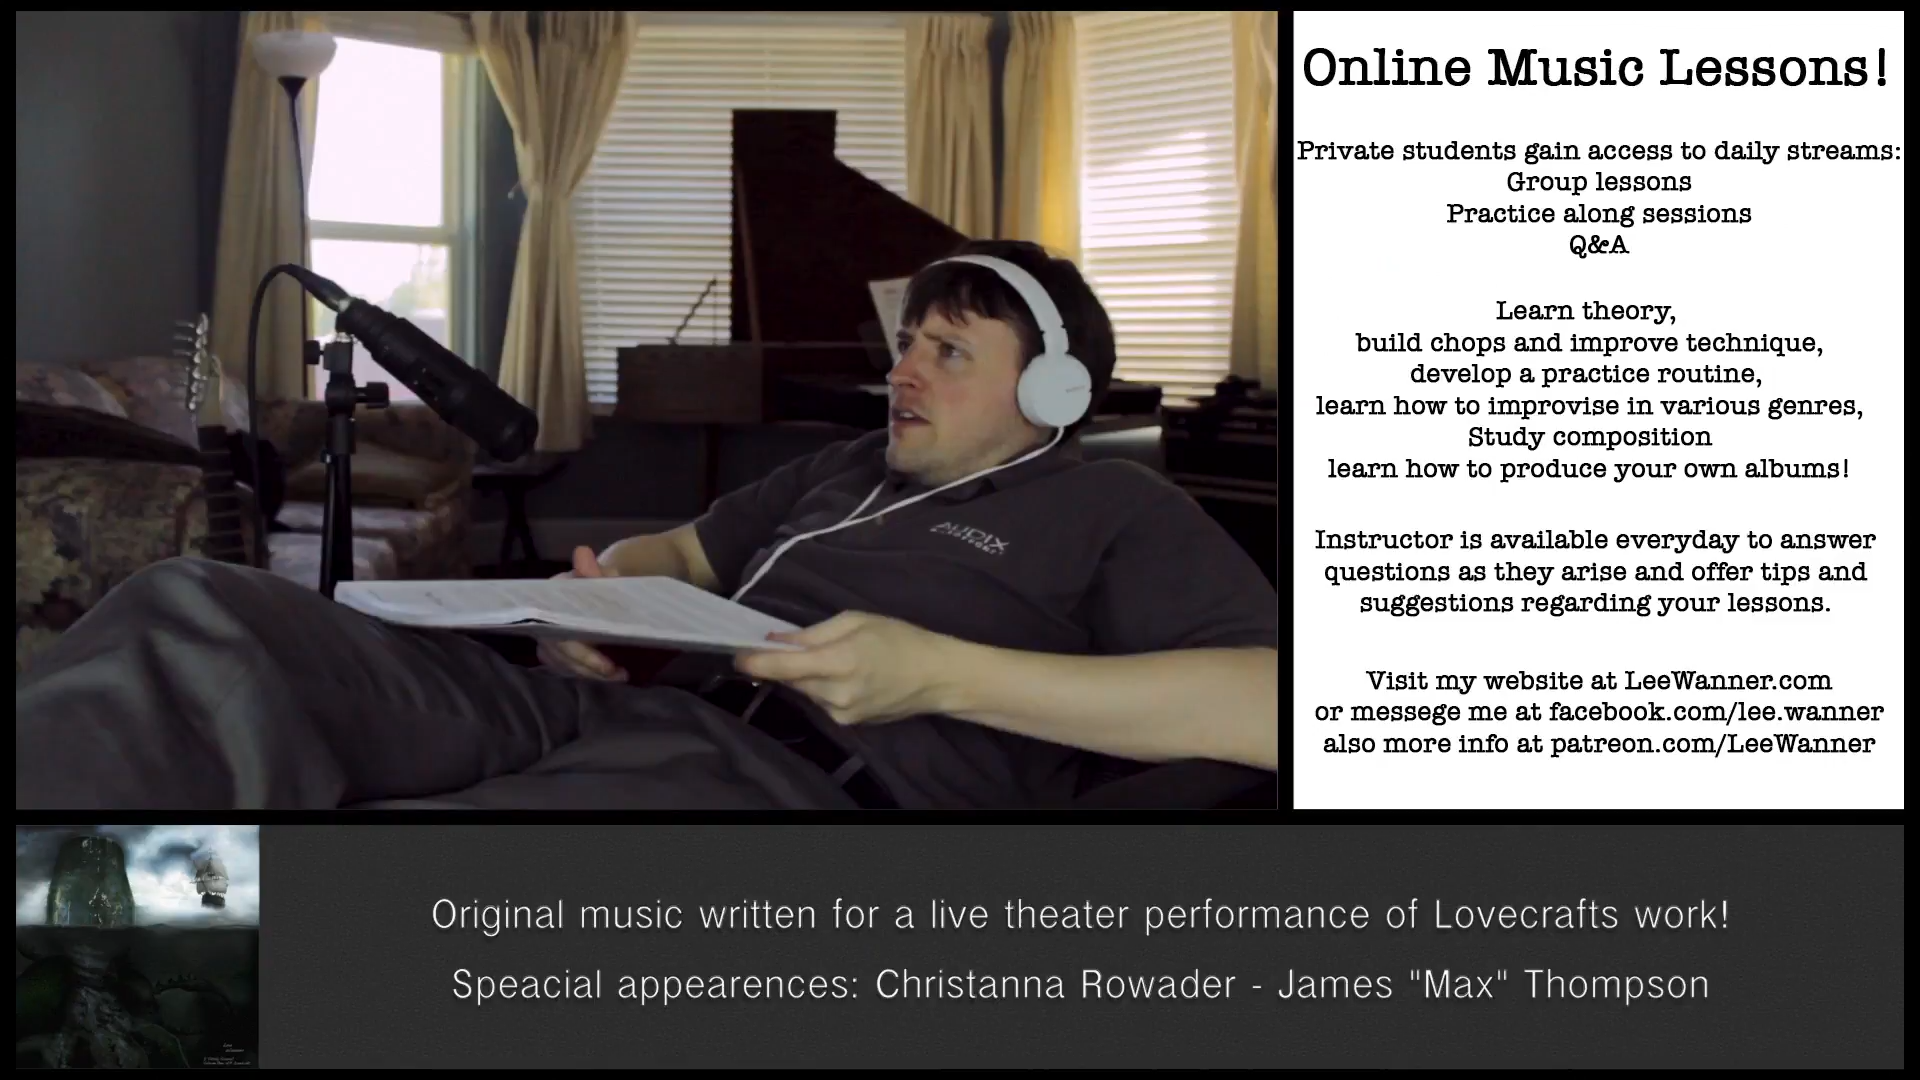 Online Music Lessons!
Private students gain access to daily streams:
Group lessons
Practice along sessions
Q&A
Learn theory,
build chops and improve technique,
develop a practice routine,
learn how to improvise in various genres,
Study composition
learn how to produce your own albums!
Instructor is available everyday to answer
questions as they arise and offer tips and
suggestions regarding your lessons.
Visit my website at LeeWanner.com
or messege me at facebook.com/lee.wanner
also more info at patreon.com/LeeWanner
AUDIX
Original music written for a live theater performance of Lovecrafts work!
Speacial appearences: Christanna Rowader - James "Max" Thompson